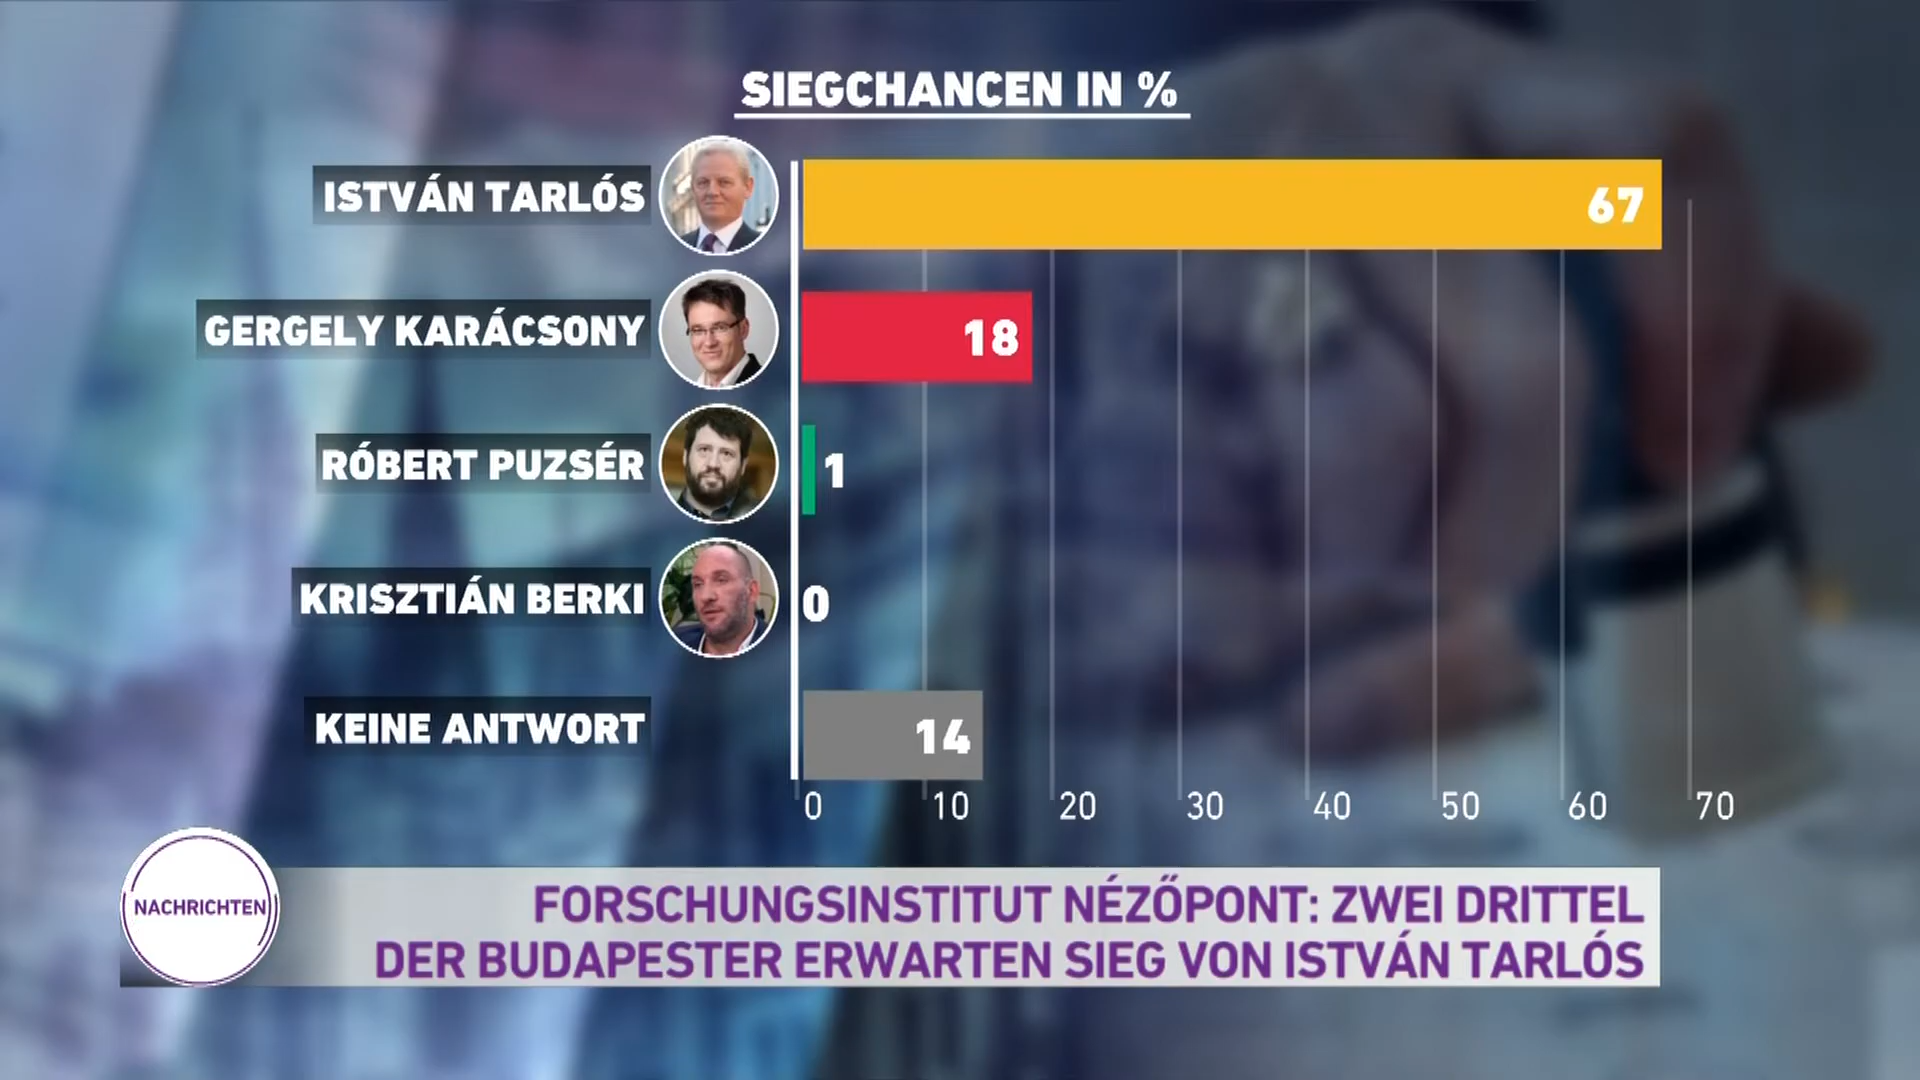 SIEGCHANCEN IN %
ISTVÁN TARLÓS
67
GERGELY KARÁCSONY
18
RÓBERT PUZSÉR
1
KRISZTIÁN BERKI
0
KEINE ANTWORT
14
0 10 20 30 40 50 60 70
NACHRICHTEN
FORSCHUNGSINSTITUT NÉZŐPONT: ZWEI DRITTEL
DER BUDAPESTER ERWARTEN SIEG VON ISTVÁN TARLÓS